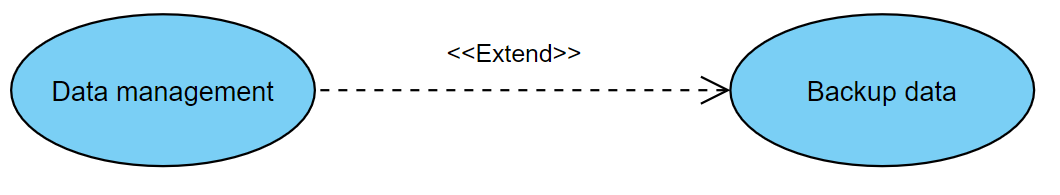 <<Extend>>
Data management
Backup data